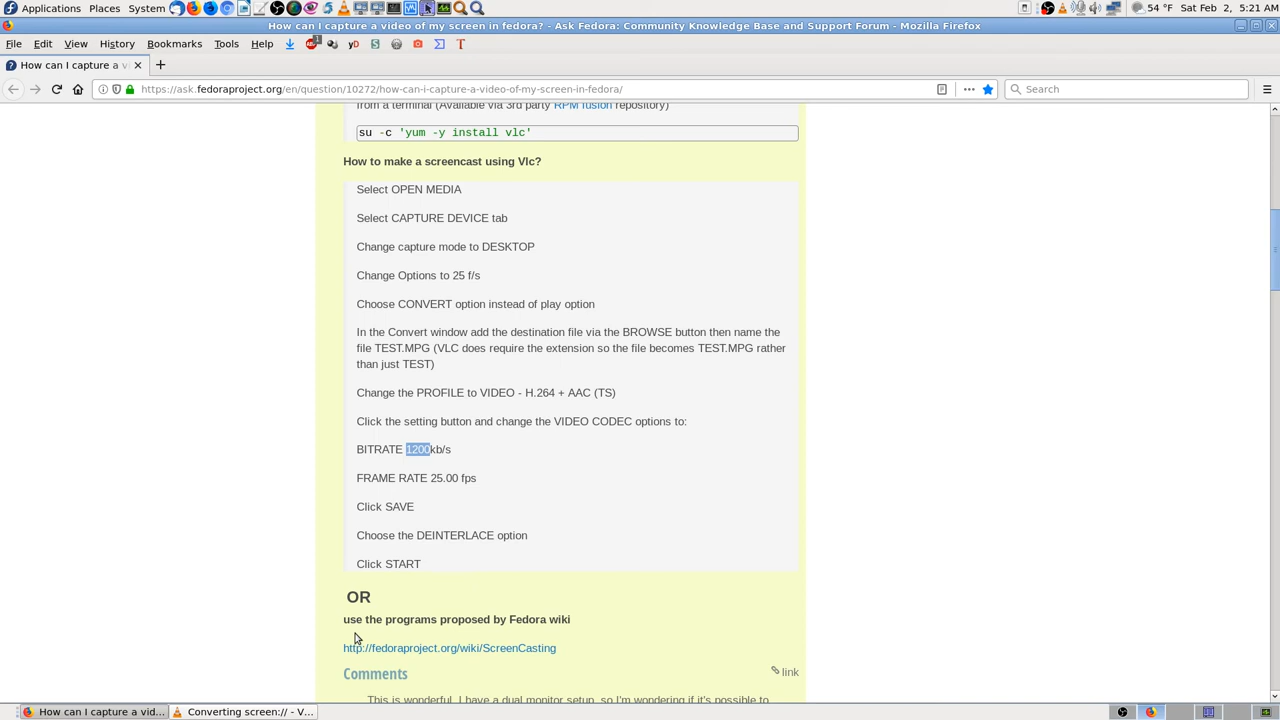 Applications Places System
54 °F Sat Feb 2, 5:21 AM
How can I capture a video of my screen in fedora? - Ask Fedora: Community Knowledge Base and Support Forum - Mozilla Firefox
File Edit View History Bookmarks Tools Help
How can I capture a vi
https://ask.fedoraproject.org/en/question/10272/how-can-i-capture-a-video-of-my-screen-in-fedora/
Search
from a terminal (Available via 3rd party RPM fusion repository)
su -c 'yum -y install vlc'
How to make a screencast using Vlc?
Select OPEN MEDIA
Select CAPTURE DEVICE tab
Change capture mode to DESKTOP
Change Options to 25 f/s
Choose CONVERT option instead of play option
In the Convert window add the destination file via the BROWSE button then name the
file TEST.MPG (VLC does require the extension so the file becomes TEST.MPG rather
than just TEST)
Change the PROFILE to VIDEO - H.264 + AAC (TS)
Click the setting button and change the VIDEO CODEC options to:
BITRATE 1200kb/s
FRAME RATE 25.00 fps
Click SAVE
Choose the DEINTERLACE option
Click START
OR
use the programs proposed by Fedora wiki
http://fedoraproject.org/wiki/ScreenCasting
Comments
link
This is wonderful. I have a dual monitor setup, so I'm wondering if it's possible to
How can I capture a vid...
Converting screen:// - V...